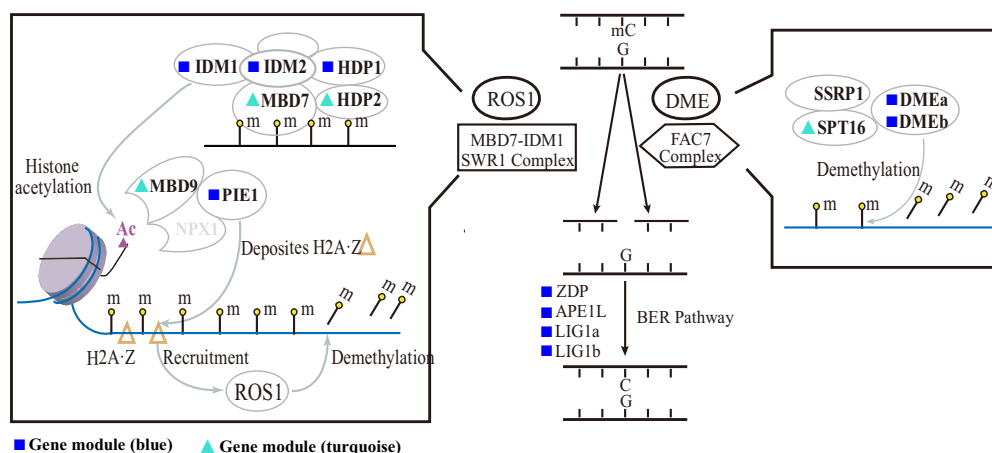 IDM1
IDM2
HDP1
MBD7
HDP2
m m m m
Histone
acetylation
MBD9
PIE1
NPX1
Ac
Deposites H2A·Z
m m m m m m m m m
H2A·Z
Recruitment
Demethylation
ROS1
ROS1
MBD7-IDM1
SWR1 Complex
mC
G
DME
FAC7
Complex
G
ZDP
APE1L
LIG1a
LIG1b
BER Pathway
C
G
SSRP1
SPT16
DMEa
DMEb
Demethylation
m m m m m
Gene module (blue)
Gene module (turquoise)